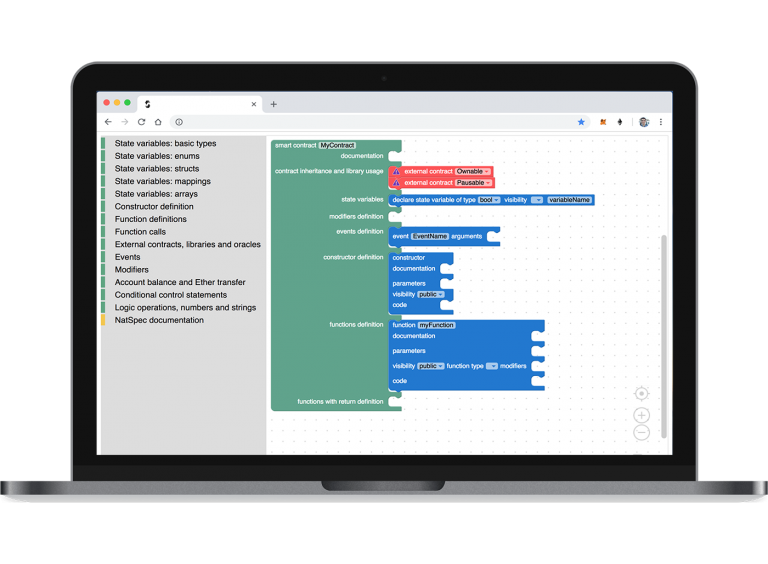 State variables: basic types
State variables: enums
State variables: structs
State variables: mappings
State variables: arrays
Constructor definition
Function definitions
Function calls
External contracts, libraries and oracles
Events
Modifiers
Account balance and Ether transfer
Conditional control statements
Logic operations, numbers and strings
NatSpec documentation
smart contract MyContract
documentation
contract inheritance and library usage
external contract Ownable
external contract Pausable
state variables
declare state variable of type bool visibility variableName
modifiers definition
events definition
event EventName arguments
constructor definition
constructor
documentation
parameters
visibility public
code
functions definition
function myFunction
documentation
parameters
visibility public function type modifiers
code
functions with return definition